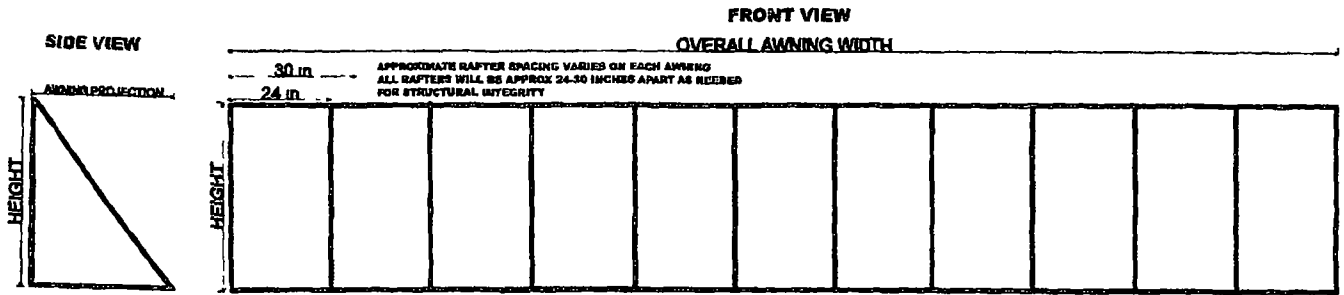 FRONT VIEW
SIDE VIEW
OVERALL AWNING WIDTH
30 in
APPROXIMATE RAFTER SPACING VARIES ON EACH AWNING
ALL RAFTERS WILL BE APPROX 24-30 INCHES APART AS NEEDED
FOR STRUCTURAL INTEGRITY
AWNING PROJECTION
24 in
HEIGHT
HEIGHT